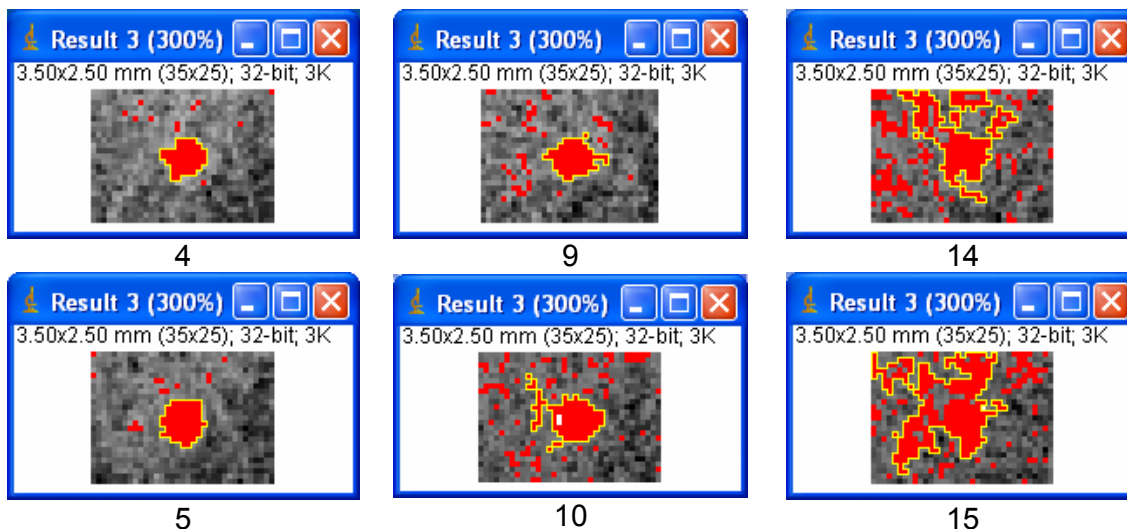 Result 3 (300%)
3.50x2.50 mm (35x25); 32-bit; 3K
4
Result 3 (300%)
3.50x2.50 mm (35x25); 32-bit; 3K
9
Result 3 (300%)
3.50x2.50 mm (35x25); 32-bit; 3K
14
Result 3 (300%)
3.50x2.50 mm (35x25); 32-bit; 3K
5
Result 3 (300%)
3.50x2.50 mm (35x25); 32-bit; 3K
10
Result 3 (300%)
3.50x2.50 mm (35x25); 32-bit; 3K
15